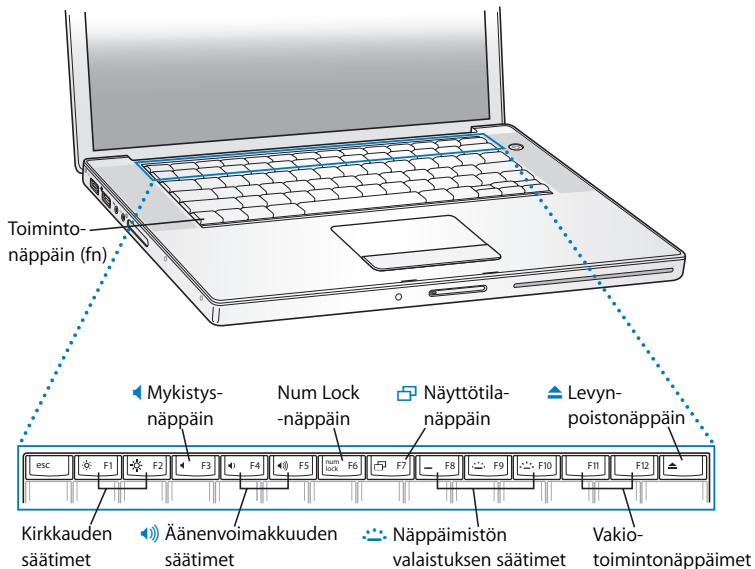 Toiminto-
näppäin (fn)
Mykistys-
näppäin
Num Lock
-näppäin
Näyttötila-
näppäin
Levyn-
poistonäppäin
esc F1 F2 F3 F4 F5 num lock F6 F7 F8 F9 F10 F11 F12
Kirkkauden
säätimet
Äänenvoimakkuuden
säätimet
Näppäimistön
valaistuksen säätimet
Vakio-
toimintonäppäimet